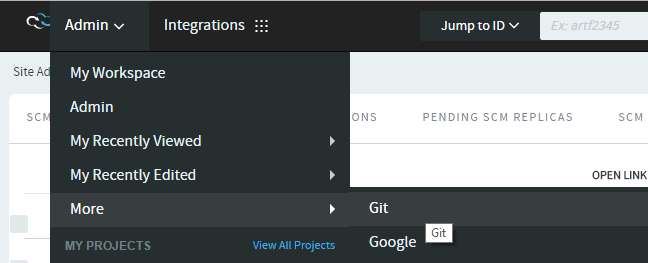 Admin
Integrations
Jump to ID
Ex: artf2345
Site Ad
My Workspace
Admin
My Recently Viewed
My Recently Edited
More
MY PROJECTS
View All Projects
SCM
ONS
PENDING SCM REPLICAS
SCM
OPEN LINK
Git
Git
Google